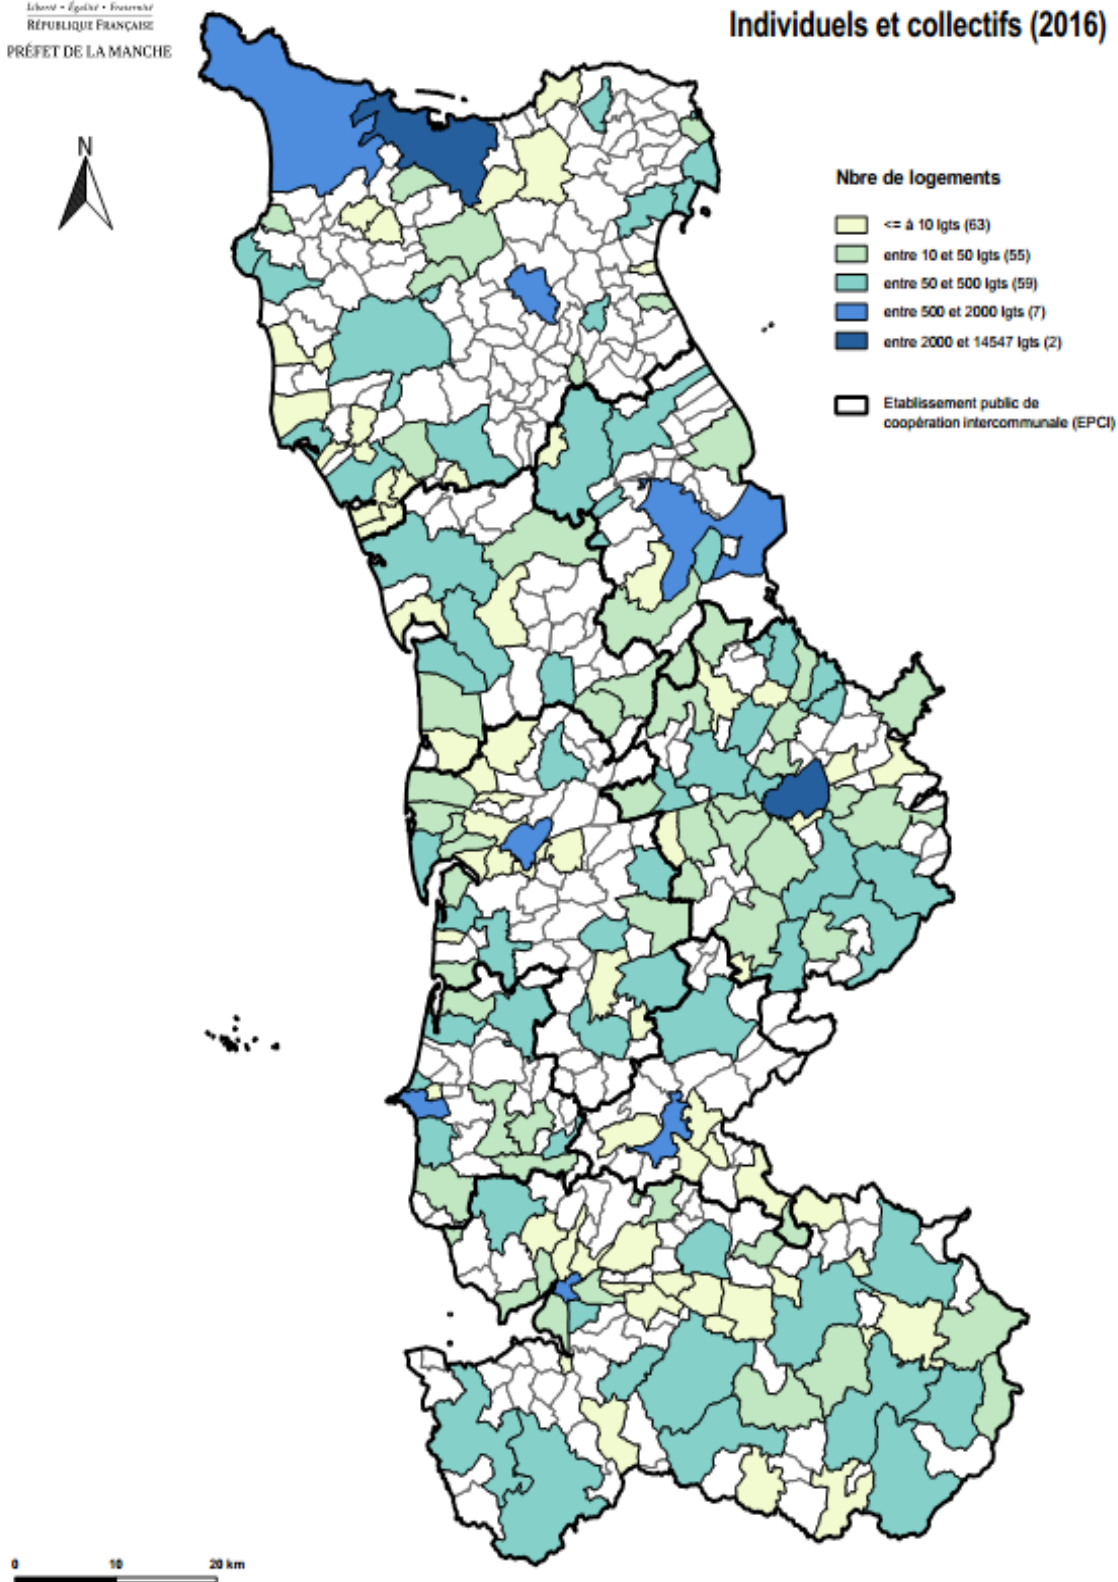 Liberté • Égalité • Fraternité
RÉPUBLIQUE FRANÇAISE
PRÉFET DE LA MANCHE
Individuels et collectifs (2016)
N
Nbre de logements
<= à 10 lgts (63)
entre 10 et 50 lgts (55)
entre 50 et 500 lgts (59)
entre 500 et 2000 lgts (7)
entre 2000 et 14547 lgts (2)
Etablissement public de
coopération intercommunale (EPCI)
0 10 20 km